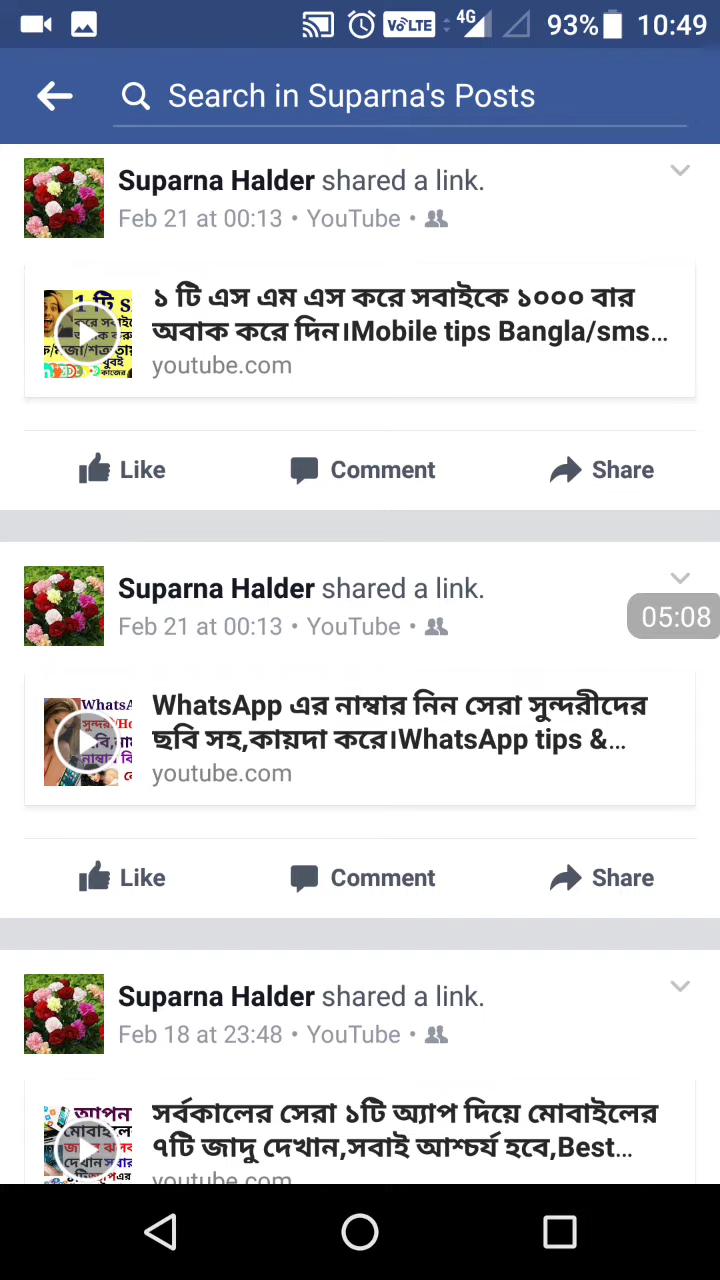 4G VoLTE 93% 10:49
Search in Suparna's Posts
Suparna Halder shared a link.
Feb 21 at 00:13 • YouTube •
১ টি এস এম এস করে সবাইকে ১০০০ বার
অবাক করে দিন।Mobile tips Bangla/sms...
youtube.com
Like Comment Share
Suparna Halder shared a link.
05:08
Feb 21 at 00:13 • YouTube •
WhatsApp এর নাম্বার নিন সেরা সুন্দরীদের
ছবি সহ,কায়দা করে।WhatsApp tips &...
youtube.com
Like Comment Share
Suparna Halder shared a link.
Feb 18 at 23:48 • YouTube •
সর্বকালের সেরা ১টি অ্যাপ দিয়ে মোবাইলের
৭টি জাদু দেখান,সবাই আশ্চর্য হবে,Best...
youtube.com